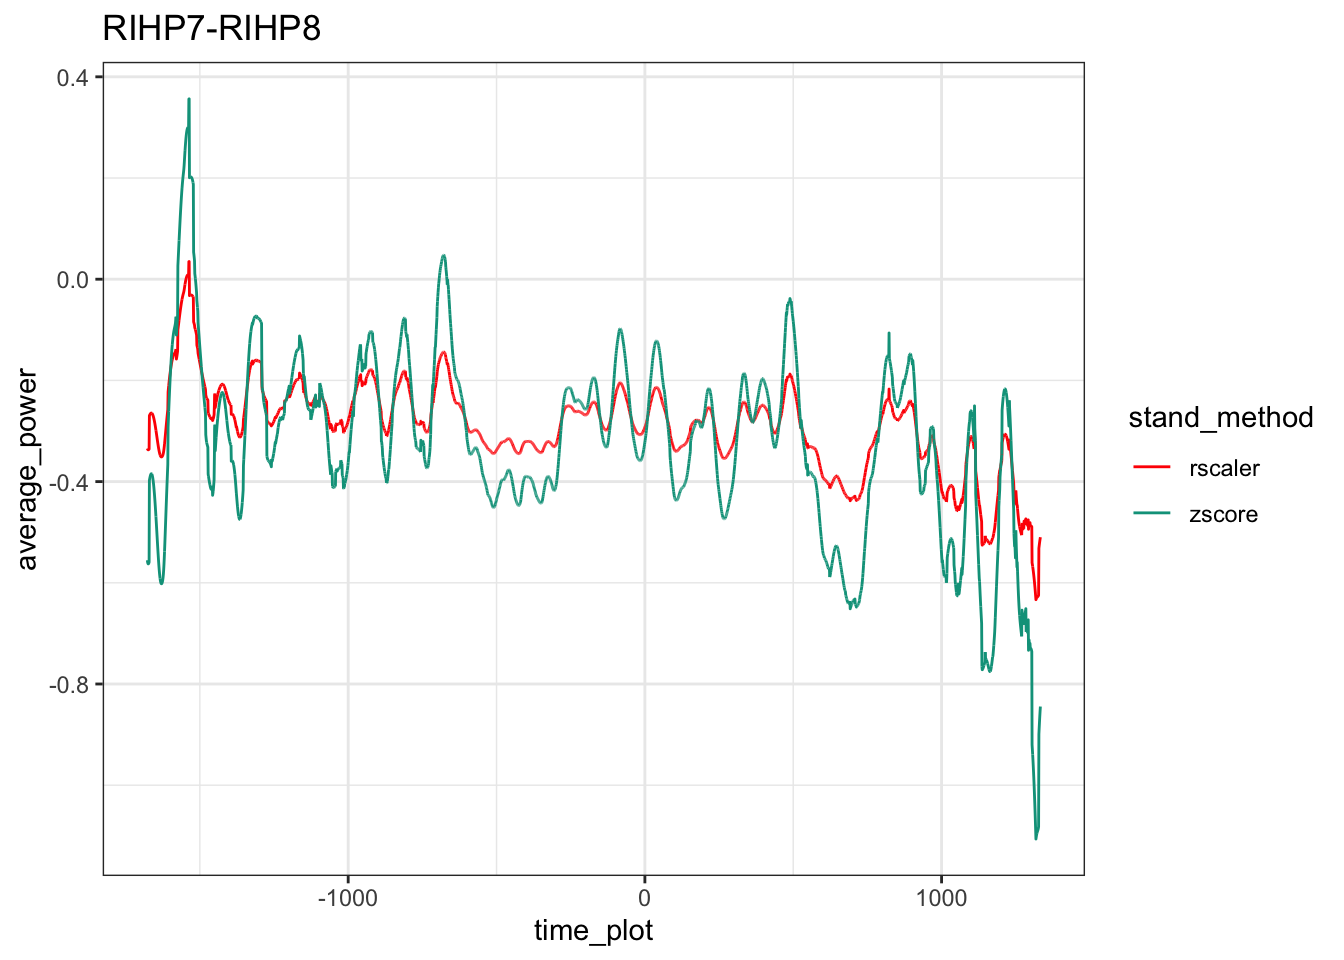 RIHP7-RIHP8
0.4
0.0
-0.4
-0.8
average_power
-1000
0
1000
time_plot
stand_method
rscaler
zscore